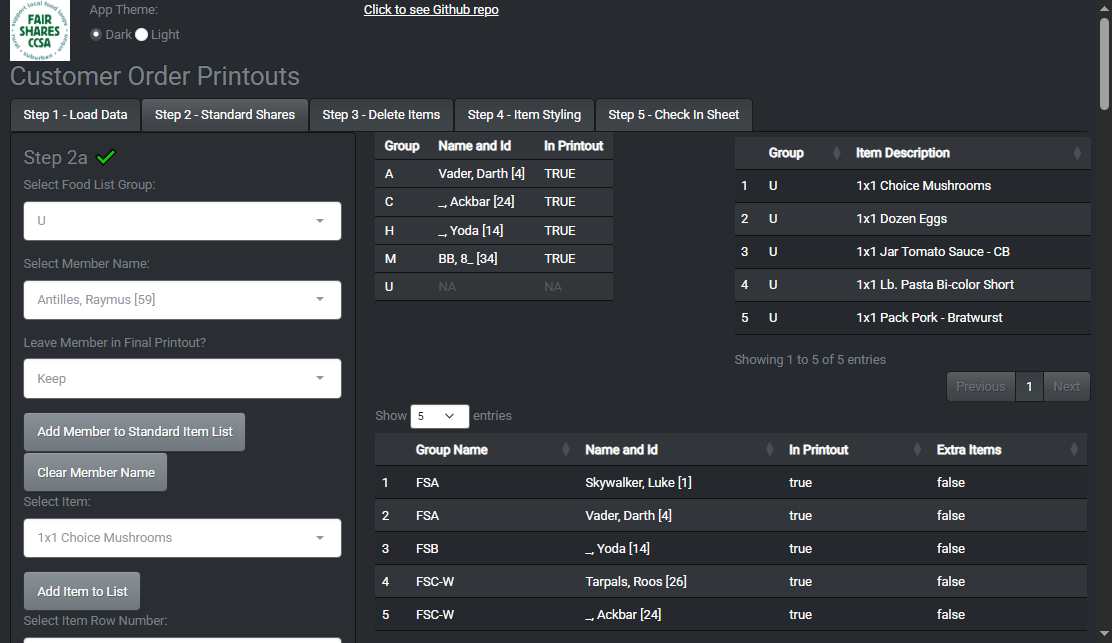 support local food loops
FAIR
SHARES
CCSA
rural · suburban · urban
App Theme:
Dark Light
Click to see Github repo
Customer Order Printouts
Step 1 - Load Data
Step 2 - Standard Shares
Step 3 - Delete Items
Step 4 - Item Styling
Step 5 - Check In Sheet
Step 2a
Select Food List Group:
U
Select Member Name:
Antilles, Raymus [59]
Leave Member in Final Printout?
Keep
Add Member to Standard Item List
Clear Member Name
Select Item:
1x1 Choice Mushrooms
Add Item to List
Select Item Row Number:
Group Name and Id In Printout
A Vader, Darth [4] TRUE
C _, Ackbar [24] TRUE
H _, Yoda [14] TRUE
M BB, 8_ [34] TRUE
U NA NA
Group Item Description
1 U 1x1 Choice Mushrooms
2 U 1x1 Dozen Eggs
3 U 1x1 Jar Tomato Sauce - CB
4 U 1x1 Lb. Pasta Bi-color Short
5 U 1x1 Pack Pork - Bratwurst
Showing 1 to 5 of 5 entries
Previous 1 Next
Show 5 entries
Group Name Name and Id In Printout Extra Items
1 FSA Skywalker, Luke [1] true false
2 FSA Vader, Darth [4] true false
3 FSB _, Yoda [14] true false
4 FSC-W Tarpals, Roos [26] true false
5 FSC-W _, Ackbar [24] true false